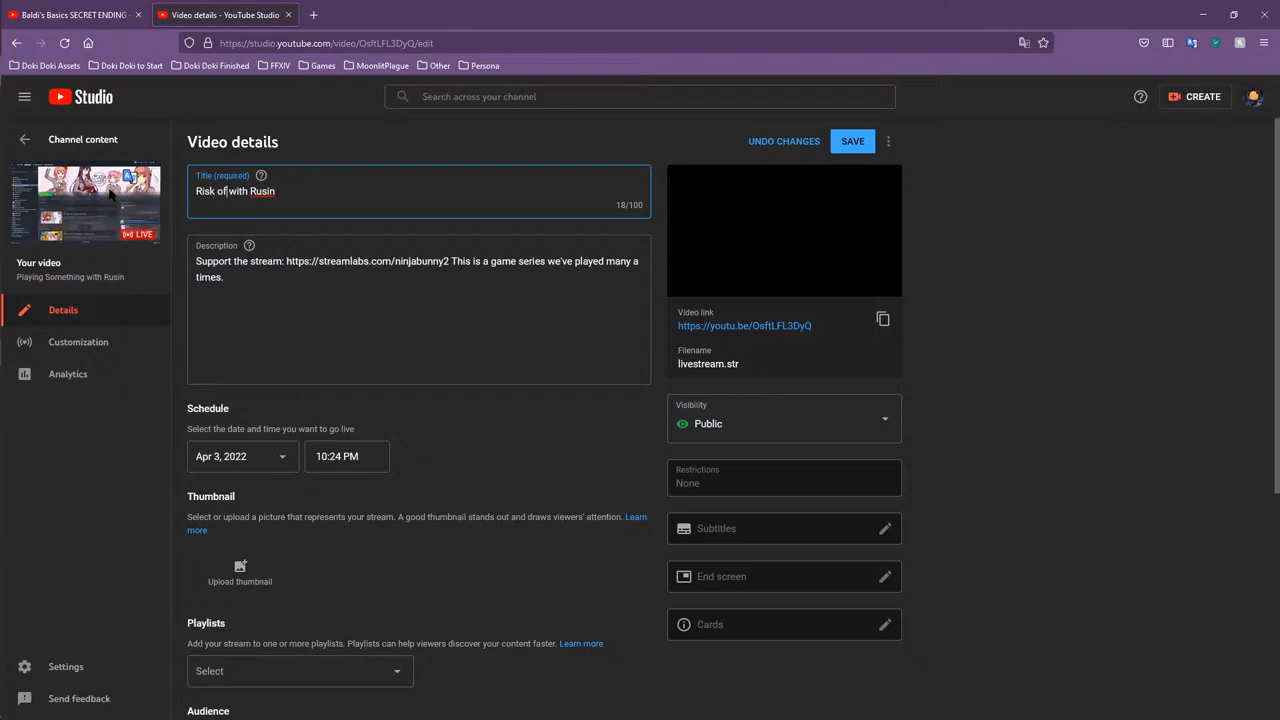 Baldi's Basics SECRET ENDING -
Video details - YouTube Studio
https://studio.youtube.com/video/OsftLFL3DyQ/edit
Doki Doki Assets
Doki Doki to Start
Doki Doki Finished
FFXIV
Games
MoonlitPlague
Other
Persona
Studio
Search across your channel
CREATE
Channel content
LIVE
Your video
Playing Something with Rusin
Details
Customization
Analytics
Settings
Send feedback
Video details
UNDO CHANGES
SAVE
Title (required)
Risk of with Rusin
18/100
Description
Support the stream: https://streamlabs.com/ninjabunny2 This is a game series we've played many a
times.
Schedule
Select the date and time you want to go live
Apr 3, 2022
10:24 PM
Thumbnail
Select or upload a picture that represents your stream. A good thumbnail stands out and draws viewers' attention. Learn
more
Upload thumbnail
Playlists
Add your stream to one or more playlists. Playlists can help viewers discover your content faster. Learn more
Select
Audience
Video link
https://youtu.be/OsftLFL3DyQ
Filename
livestream.str
Visibility
Public
Restrictions
None
Subtitles
End screen
Cards